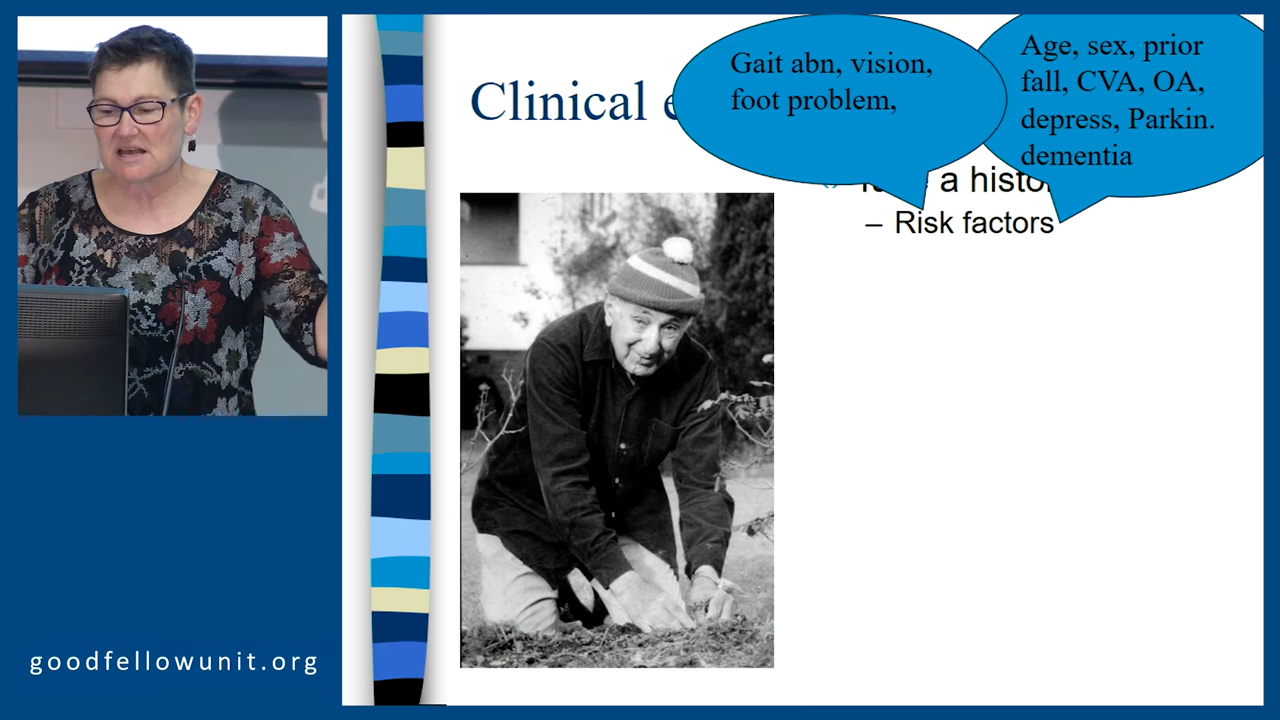 Clinical
Gait abn, vision,
foot problem,
Age, sex, prior
fall, CVA, OA,
depress, Parkin.
dementia
a histo
– Risk factors
goodfellowunit.org